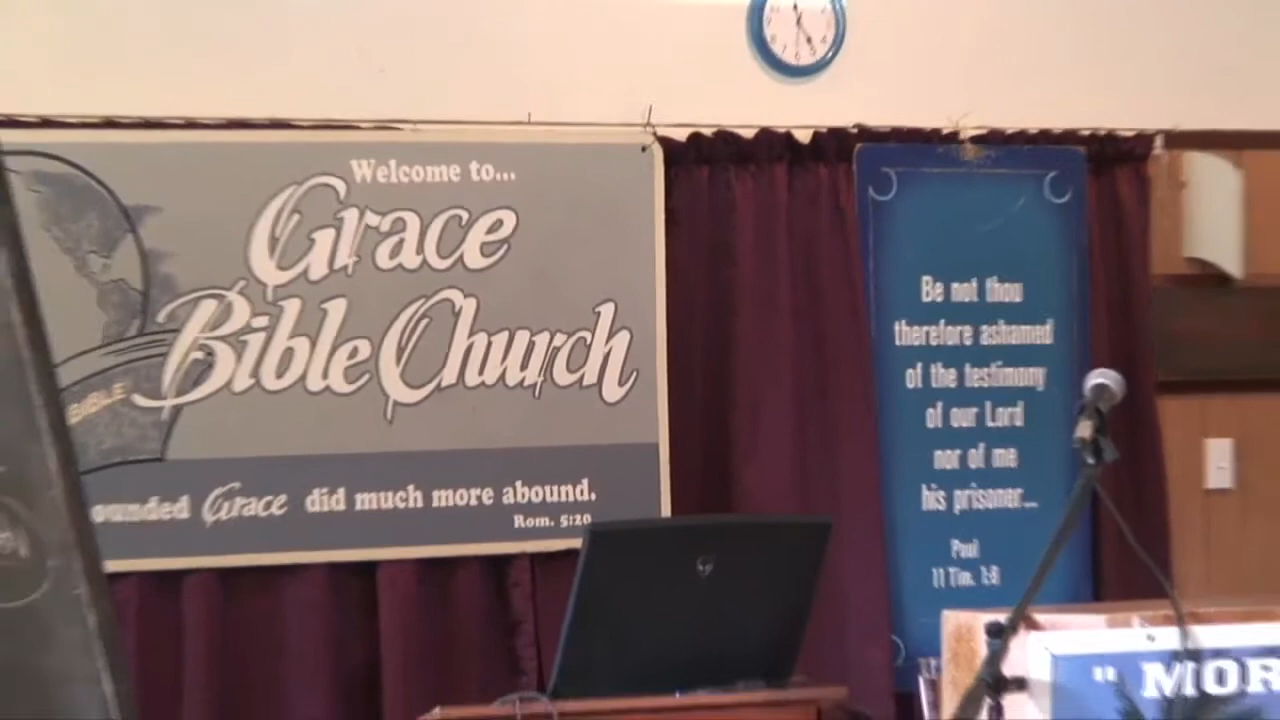 Welcome to...
Grace
Bible Church
BIBLE
ounded Grace did much more abound.
Rom. 5:20
Be not thou
therefore ashamed
of the testimony
of our Lord
nor of me
his prisoner...
Paul
11 Tim. 1:8
" MOR